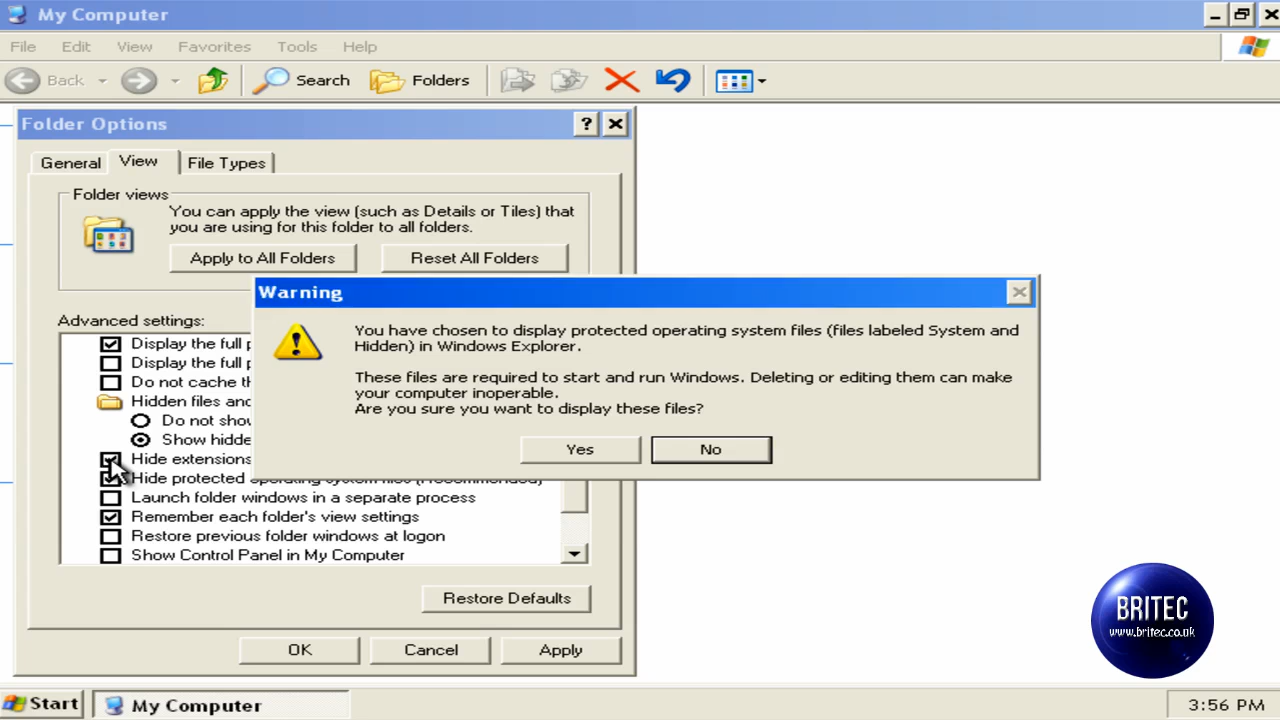 My Computer
File Edit View Favorites Tools Help
Back Search Folders
Folder Options
General View File Types
Folder views
You can apply the view (such as Details or Tiles) that
you are using for this folder to all folders.
Apply to All Folders Reset All Folders
Warning
You have chosen to display protected operating system files (files labeled System and
Hidden) in Windows Explorer.
These files are required to start and run Windows. Deleting or editing them can make
your computer inoperable.
Are you sure you want to display these files?
Yes No
Advanced settings:
Display the full p
Display the full p
Do not cache th
Hidden files and
Do not show
Show hidde
Hide extensions
Hide protected operating system files (Recommended)
Launch folder windows in a separate process
Remember each folder's view settings
Restore previous folder windows at logon
Show Control Panel in My Computer
Restore Defaults
OK Cancel Apply
BRITEC
www.britec.co.uk
Start My Computer 3:56 PM